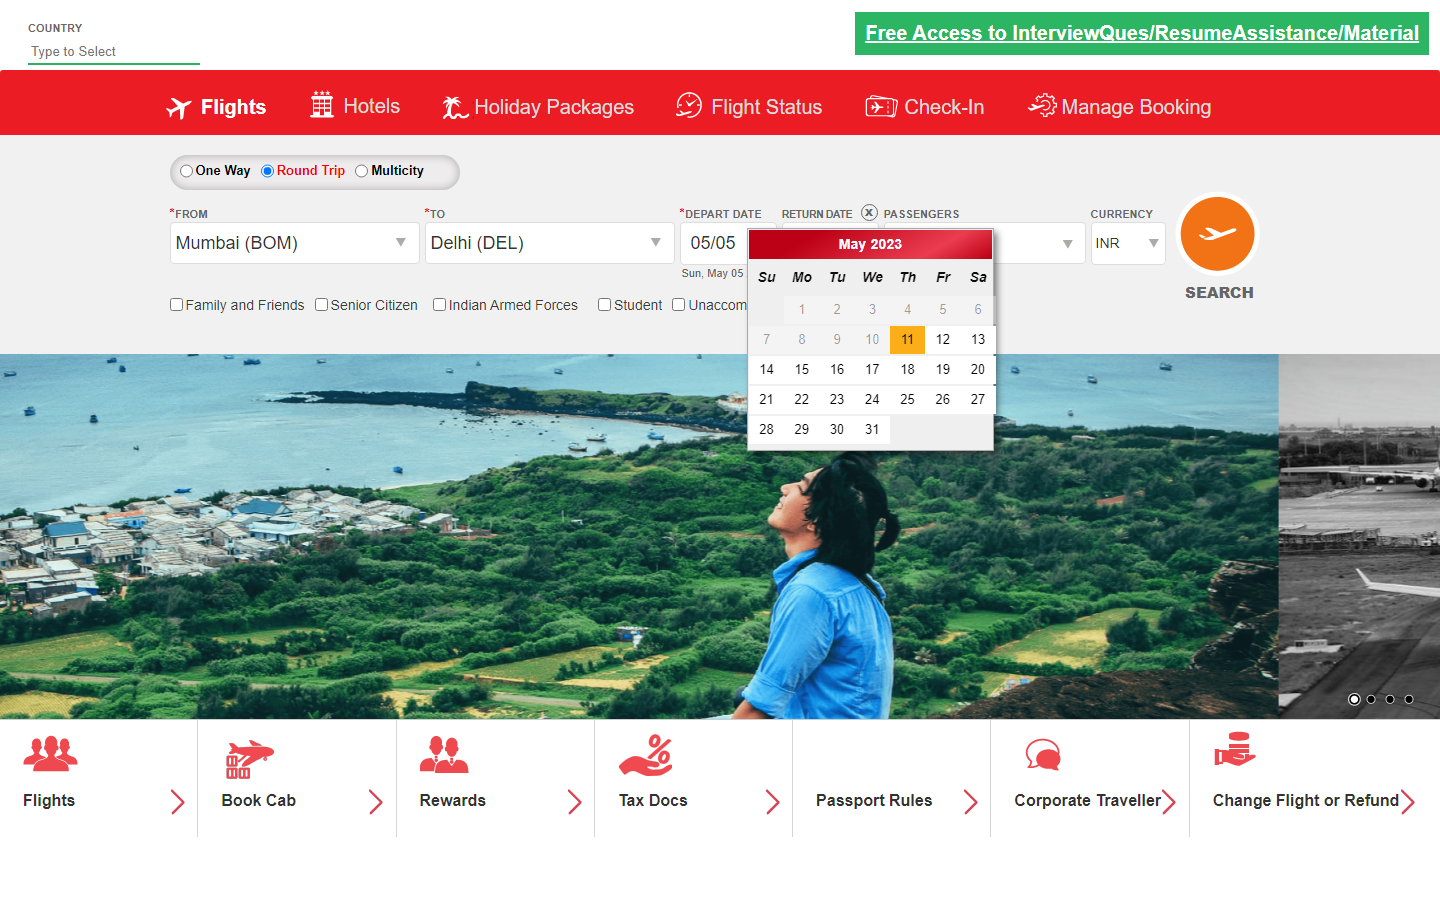 COUNTRY
Type to Select
Free Access to InterviewQues/ResumeAssistance/Material
Flights
Hotels
Holiday Packages
Flight Status
Check-In
Manage Booking
One Way
Round Trip
Multicity
*FROM
*TO
*DEPART DATE
RETURN DATE
X
PASSENGERS
CURRENCY
Mumbai (BOM)
Delhi (DEL)
05/05
INR
Sun, May 05
SEARCH
Family and Friends
Senior Citizen
Indian Armed Forces
Student
Unaccom
May 2023
Su Mo Tu We Th Fr Sa
1 2 3 4 5 6
7 8 9 10 11 12 13
14 15 16 17 18 19 20
21 22 23 24 25 26 27
28 29 30 31
Flights
Book Cab
Rewards
Tax Docs
Passport Rules
Corporate Traveller
Change Flight or Refund